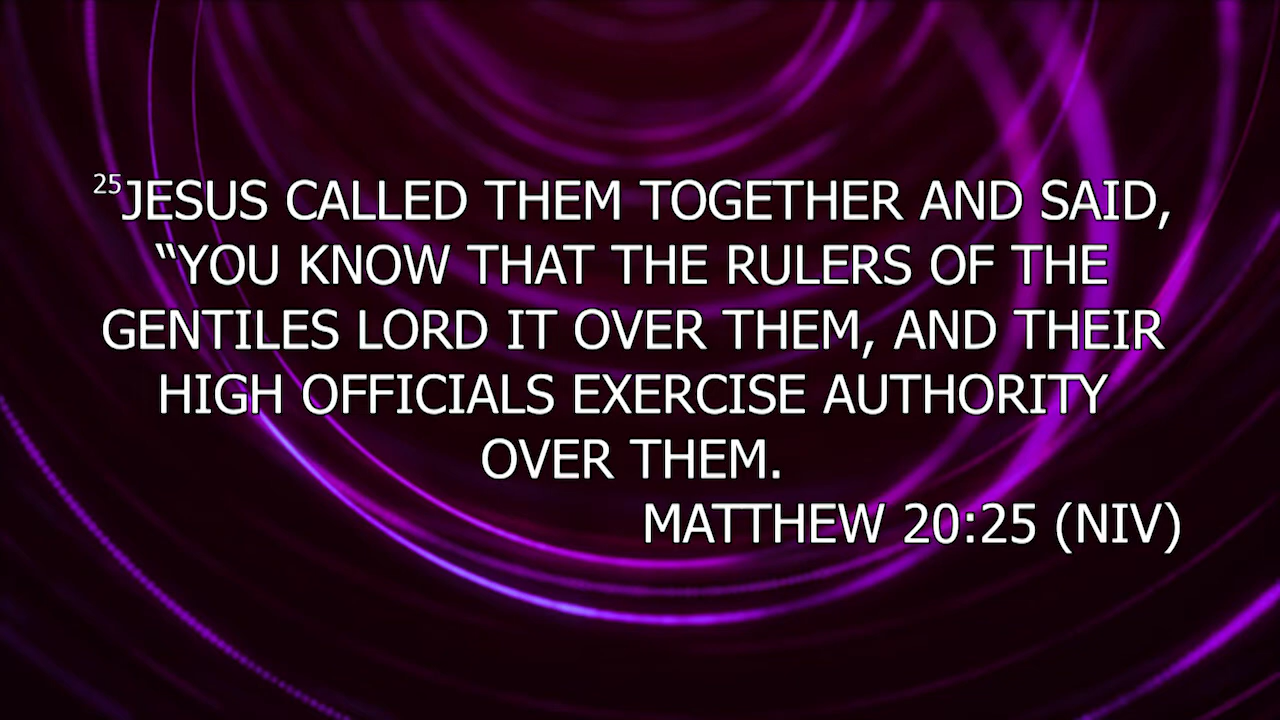 25JESUS CALLED THEM TOGETHER AND SAID,
“YOU KNOW THAT THE RULERS OF THE
GENTILES LORD IT OVER THEM, AND THEIR
HIGH OFFICIALS EXERCISE AUTHORITY
OVER THEM.
MATTHEW 20:25 (NIV)